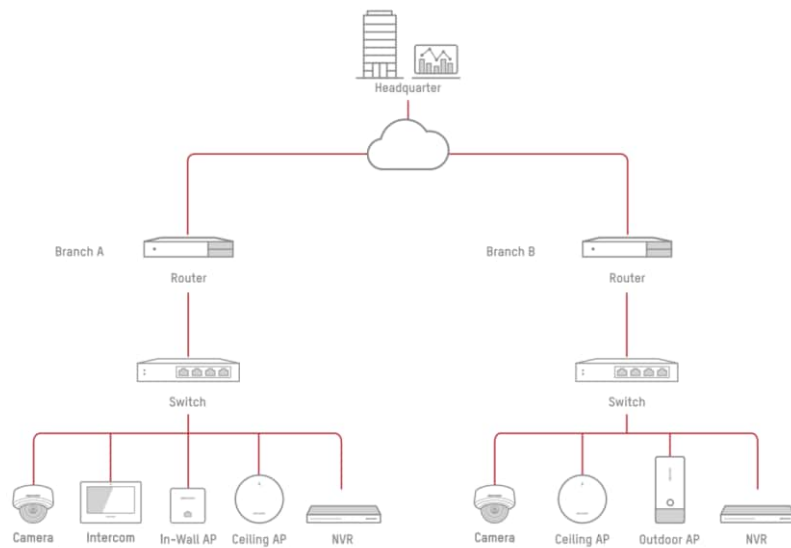 Headquarter
Branch A
Branch B
Router
Router
Switch
Switch
Camera
Intercom
In-Wall AP
Ceiling AP
NVR
Camera
Ceiling AP
Outdoor AP
NVR